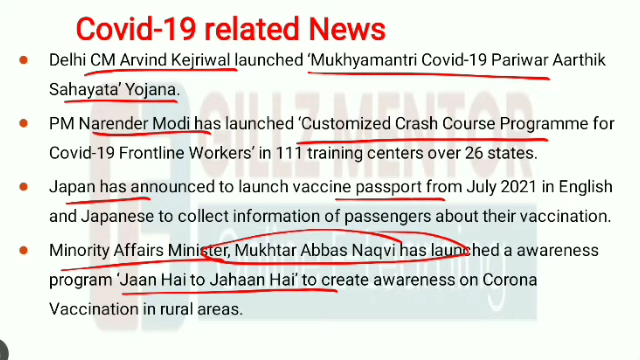 Covid-19 related News
Delhi CM Arvind Kejriwal launched ‘Mukhyamantri Covid-19 Pariwar Aarthik
Sahayata’ Yojana.
PM Narender Modi has launched ‘Customized Crash Course Programme for
Covid-19 Frontline Workers’ in 111 training centers over 26 states.
Japan has announced to launch vaccine passport from July 2021 in English
and Japanese to collect information of passengers about their vaccination.
Minority Affairs Minister, Mukhtar Abbas Naqvi has launched a awareness
program ‘Jaan Hai to Jahaan Hai’ to create awareness on Corona
Vaccination in rural areas.
GILLZ MENTOR